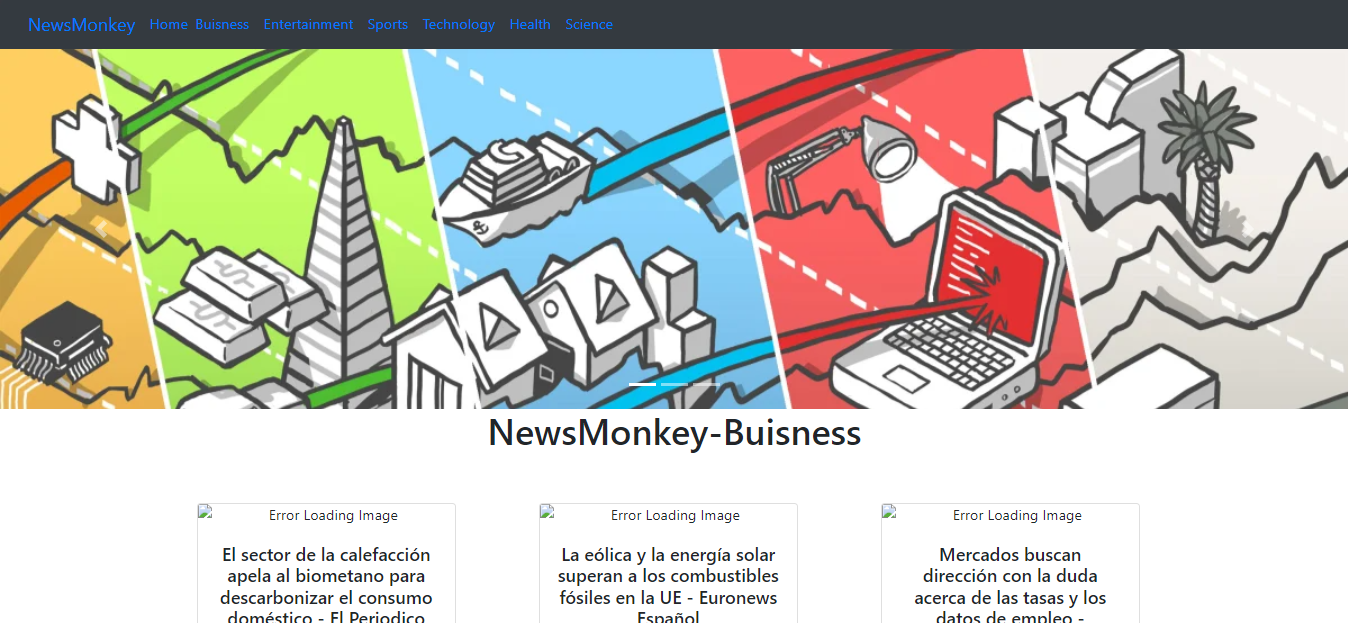 NewsMonkey Home Buisness Entertainment Sports Technology Health Science
NewsMonkey-Buisness
Error Loading Image
El sector de la calefacción
apela al biometano para
descarbonizar el consumo
doméstico - El Periodico
Error Loading Image
La eólica y la energía solar
superan a los combustibles
fósiles en la UE - Euronews
Español
Error Loading Image
Mercados buscan
dirección con la duda
acerca de las tasas y los
datos de empleo -